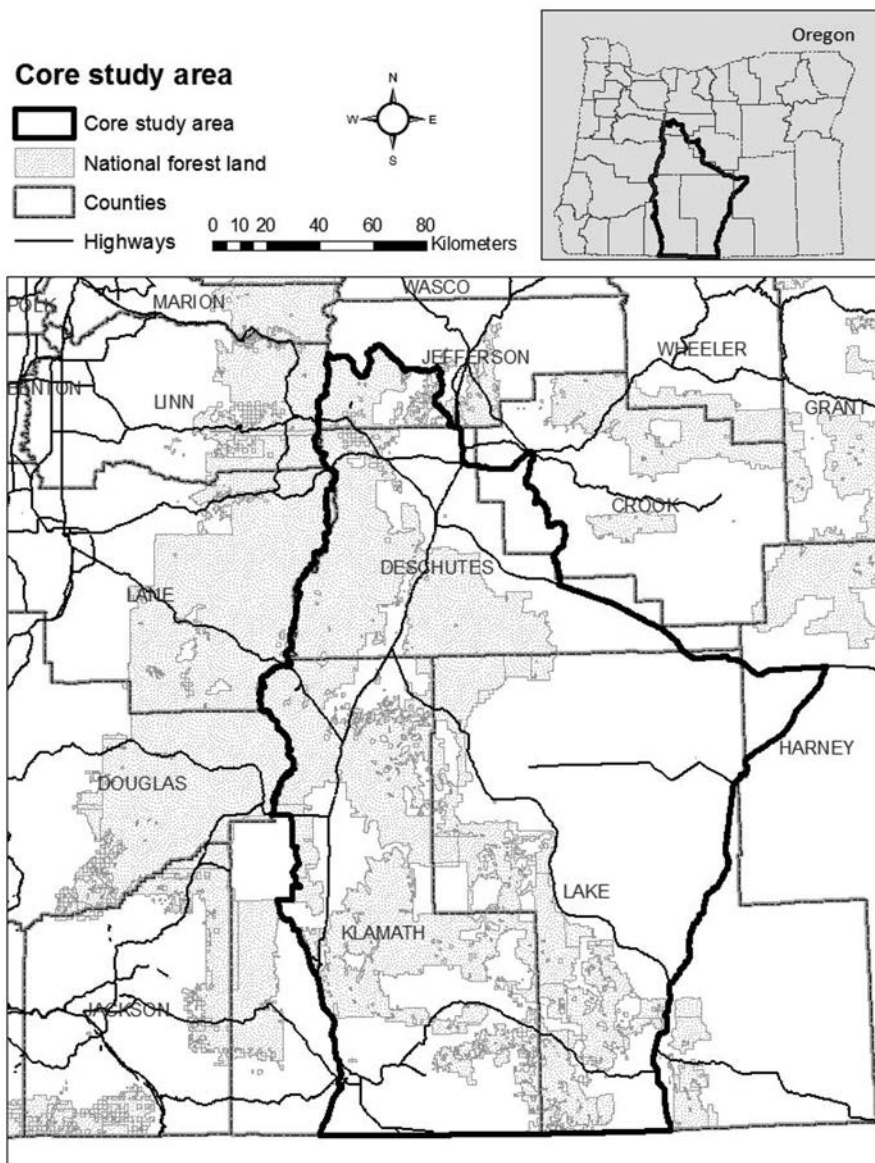 Oregon
Core study area
N
W E
S
Core study area
National forest land
Counties
Highways
0 10 20 40 60 80
Kilometers
WASCO
MARION
POLK
JEFFERSON
WHEELER
BENTON
LINN
GRANT
CROOK
DESCHUTES
LANE
HARNEY
DOUGLAS
LAKE
KLAMATH
JACKSON